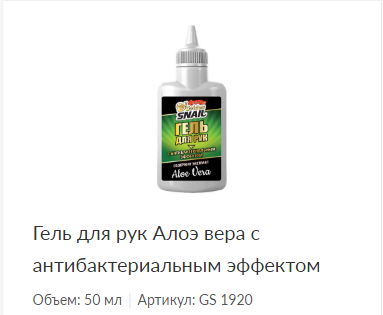 SNAIL
ГЕЛЬ
ДЛЯ РУК
Aloe Vera
Гель для рук Алоэ вера с
антибактериальным эффектом
Объем: 50 мл | Артикул: GS 1920